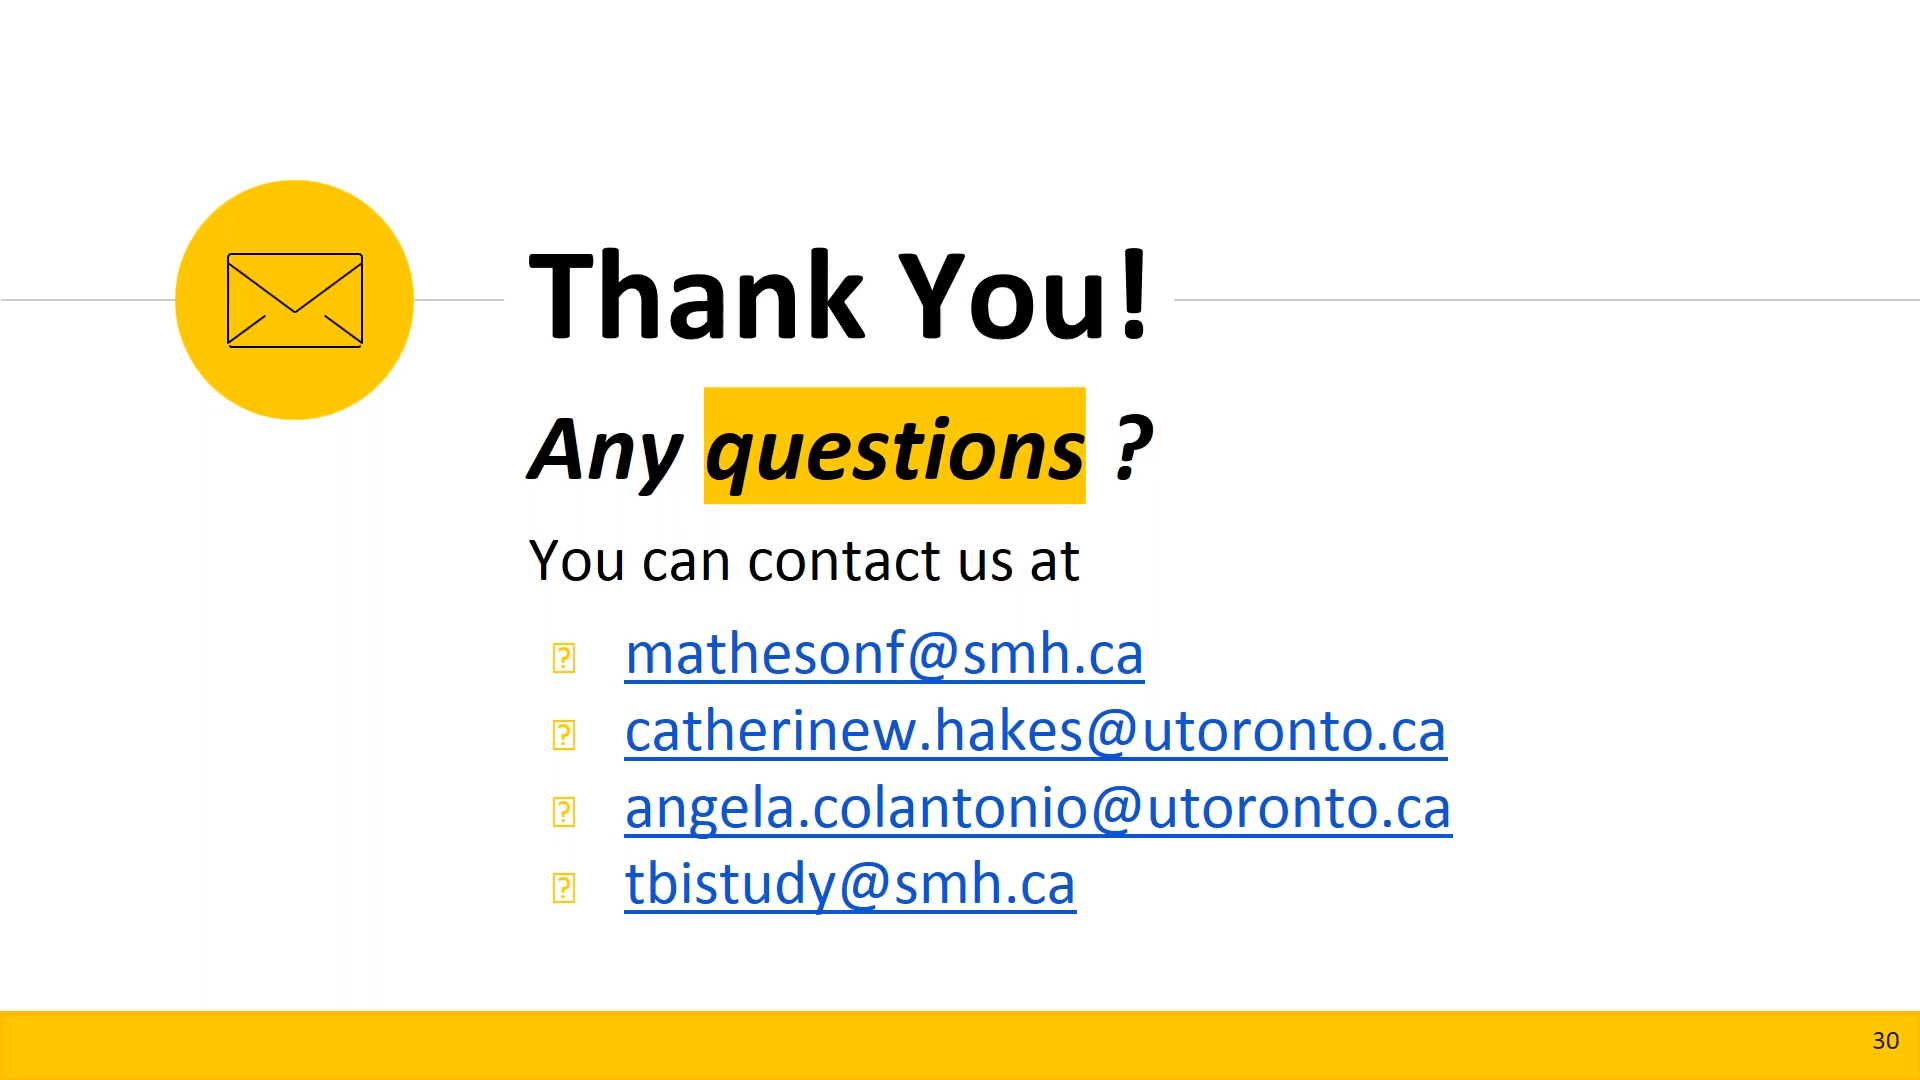 Thank You!
Any questions ?
You can contact us at
mathesonf@smh.ca
catherinew.hakes@utoronto.ca
angela.colantonio@utoronto.ca
tbistudy@smh.ca
30